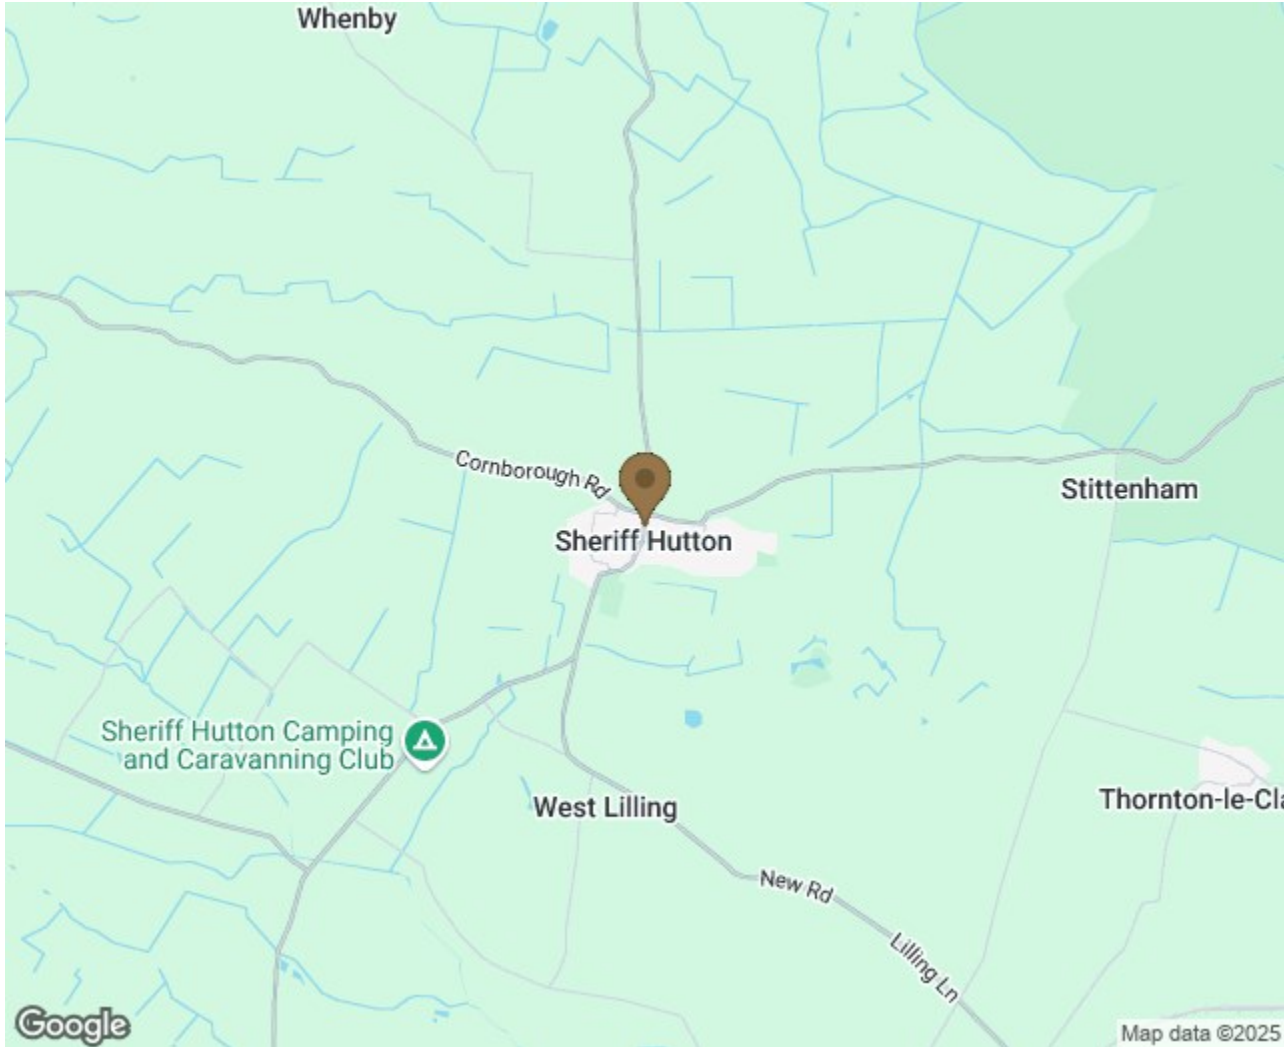 Whenby
Cornborough Rd
Stittenham
Sheriff Hutton
Sheriff Hutton Camping
and Caravanning Club
West Lilling
Thornton-le-Cla
New Rd
Lilling Ln
Google
Map data ©2025